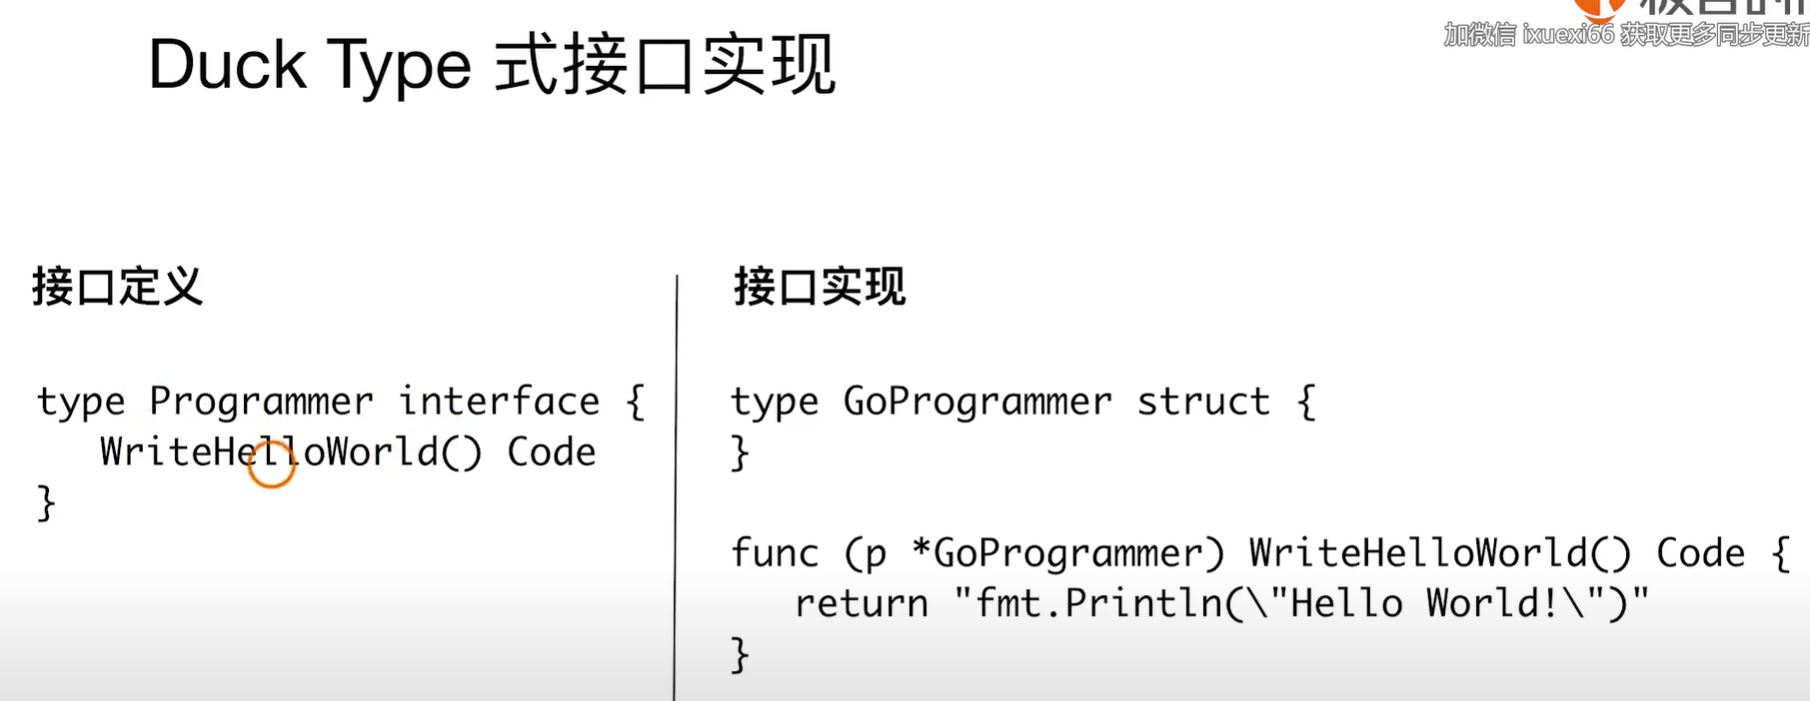 加微信 ixuexi66 获取更多同步更新
Duck Type 式接口实现
接口定义
type Programmer interface {
WriteHelloWorld() Code
}
接口实现
type GoProgrammer struct {
}
func (p *GoProgrammer) WriteHelloWorld() Code {
return "fmt.Println(\"Hello World!\")"
}